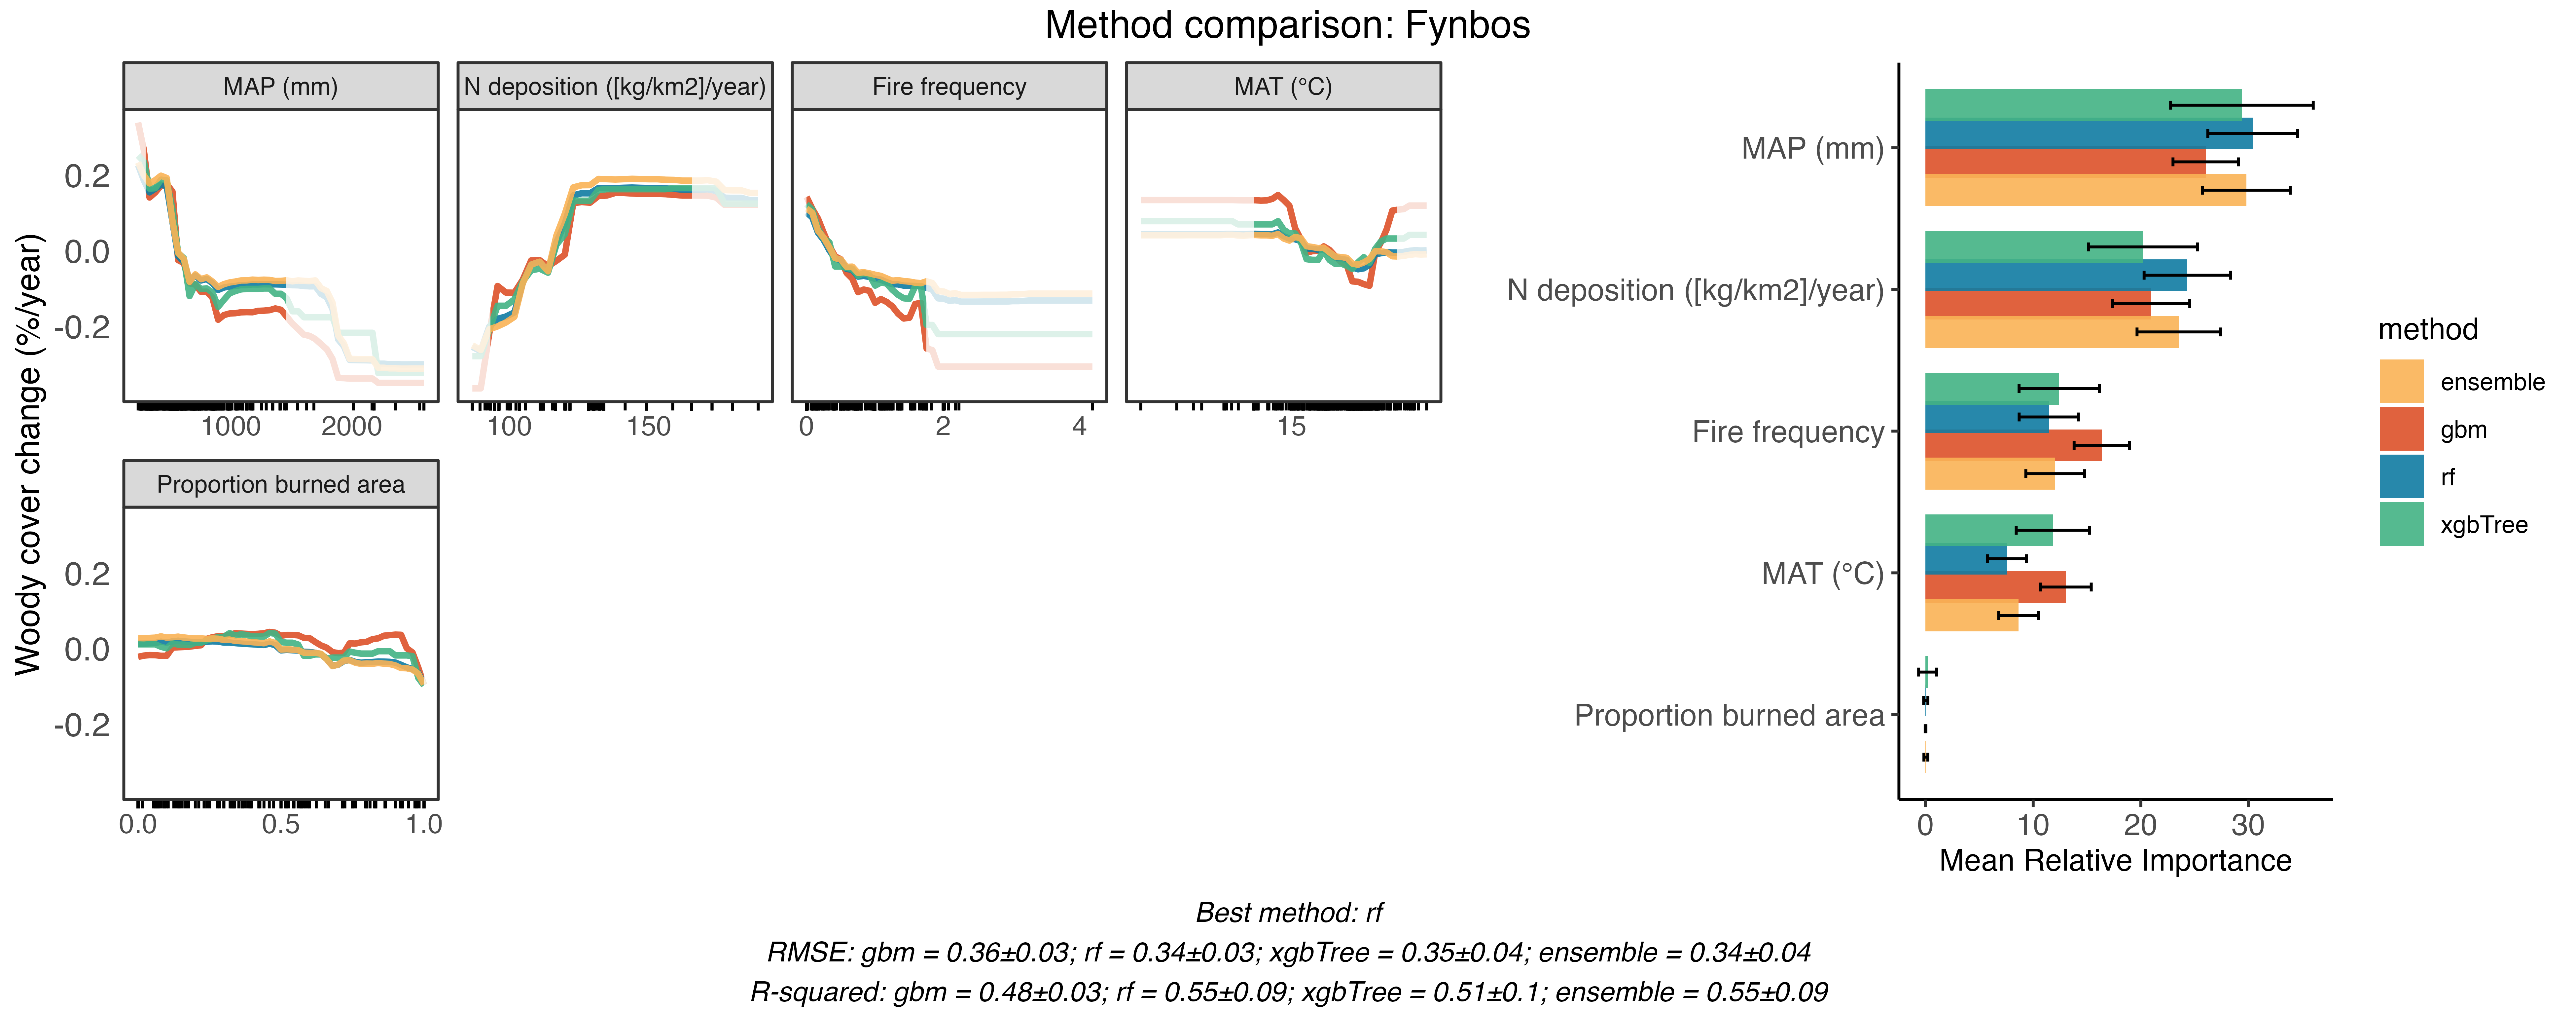 Method comparison: Fynbos
MAP (mm)
N deposition ([kg/km2]/year)
Fire frequency
MAT (°C)
Woody cover change (%/year)
0.2
0.0
-0.2
1000
2000
100
150
0
2
4
15
Proportion burned area
0.2
0.0
-0.2
0.0
0.5
1.0
MAP (mm)
N deposition ([kg/km2]/year)
Fire frequency
MAT (°C)
Proportion burned area
0
10
20
30
Mean Relative Importance
method
ensemble
gbm
rf
xgbTree
Best method: rf
RMSE: gbm = 0.36±0.03; rf = 0.34±0.03; xgbTree = 0.35±0.04; ensemble = 0.34±0.04
R-squared: gbm = 0.48±0.03; rf = 0.55±0.09; xgbTree = 0.51±0.1; ensemble = 0.55±0.09